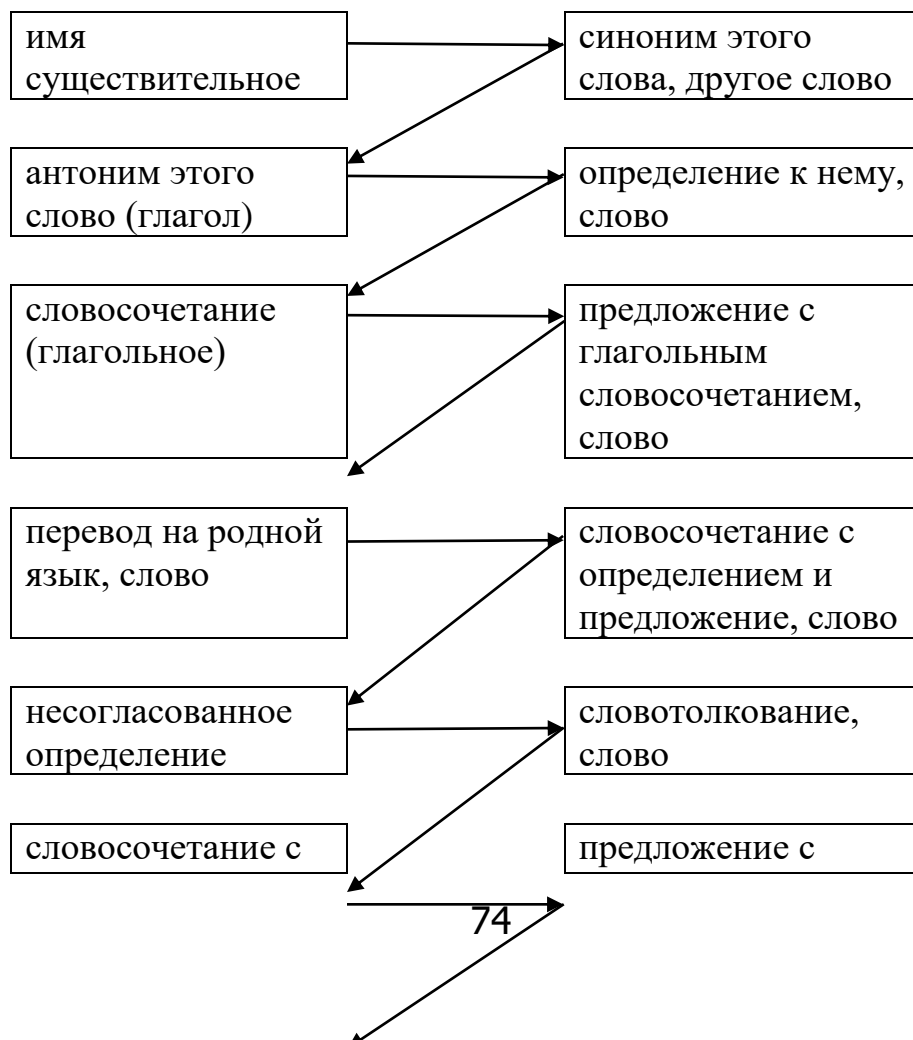 имя
существительное
синоним этого
слова, другое слово
антоним этого
слово (глагол)
определение к нему,
слово
словосочетание
(глагольное)
предложение с
глагольным
словосочетанием,
слово
перевод на родной
язык, слово
словосочетание с
определением и
предложение, слово
несогласованное
определение
словотолкование,
слово
словосочетание с
предложение с
74